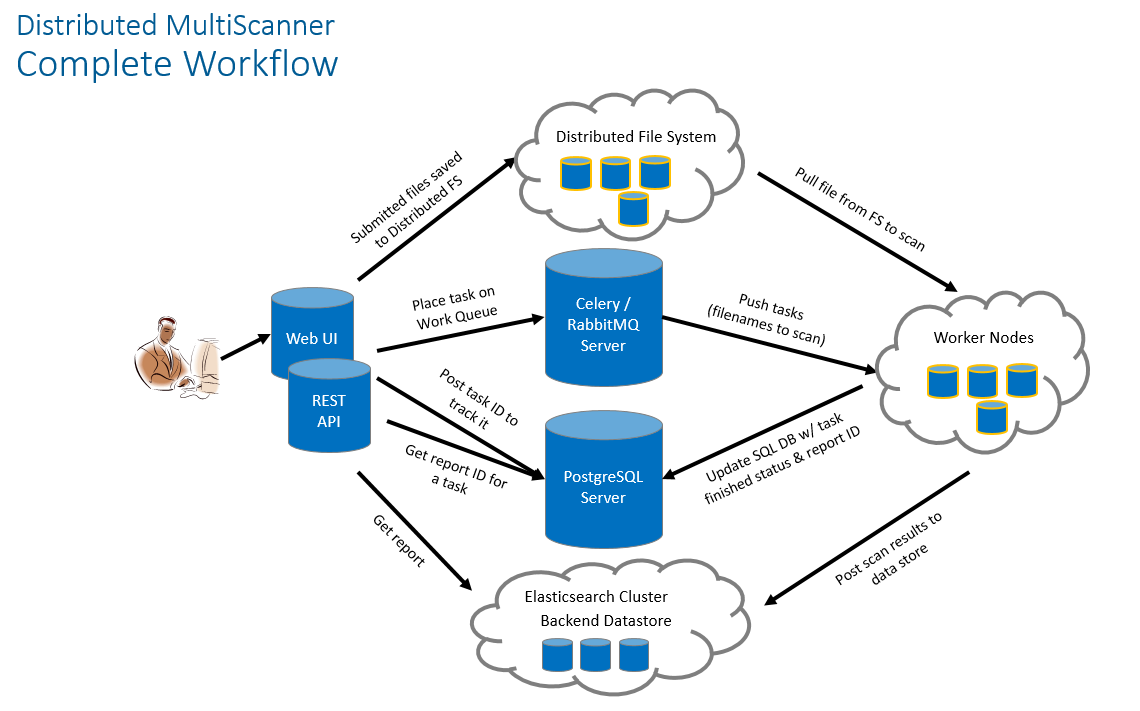 Distributed MultiScanner
Complete Workflow
Distributed File System
Submitted files saved
to Distributed FS
Pull file from FS to scan
Place task on
Work Queue
Celery /
RabbitMQ
Server
Push tasks
(filenames to scan)
Web UI
REST
API
Worker Nodes
Post task ID to
track it
Get report ID for
a task
PostgreSQL
Server
Update SQL DB w/ task
finished status & report ID
Get report
Post scan results to
data store
Elasticsearch Cluster
Backend Datastore